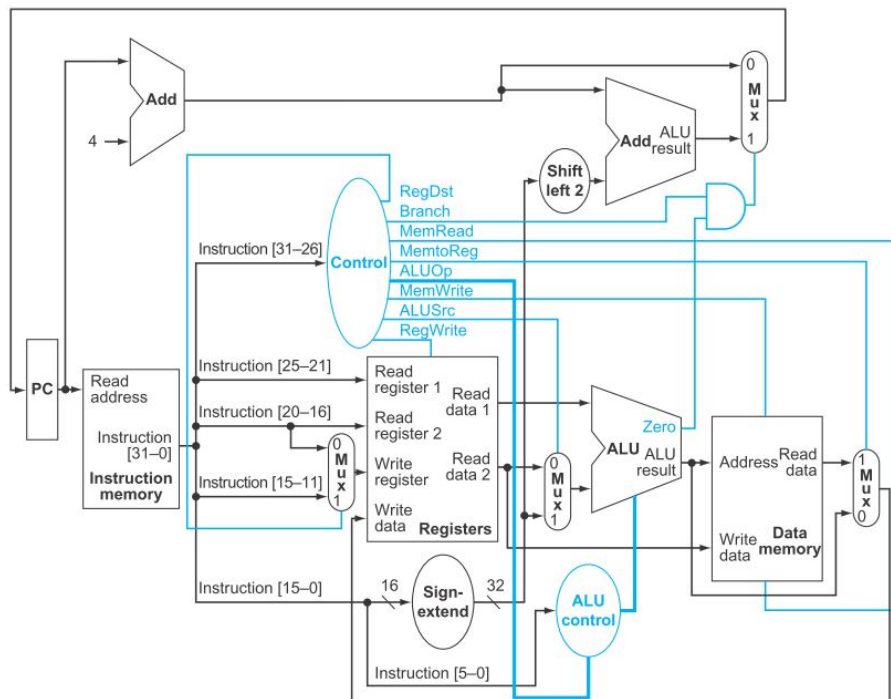 Add
4
0
Mux
1
ALU
Add result
Shift
left 2
RegDst
Branch
MemRead
MemtoReg
ALUOp
MemWrite
ALUSrc
RegWrite
Control
Instruction [31–26]
Instruction [25–21]
Instruction [20–16]
Instruction [15–11]
Instruction [15–0]
Instruction [5–0]
PC
Read
address
Instruction
[31–0]
Instruction
memory
0
Mux
1
Read
register 1
Read
register 2
Write
register
Write
data
Registers
Read
data 1
Read
data 2
0
Mux
1
Zero
ALU ALU
result
Address
Read
data
Write
data
Data
memory
1
Mux
0
16
Sign-
extend
32
ALU
control